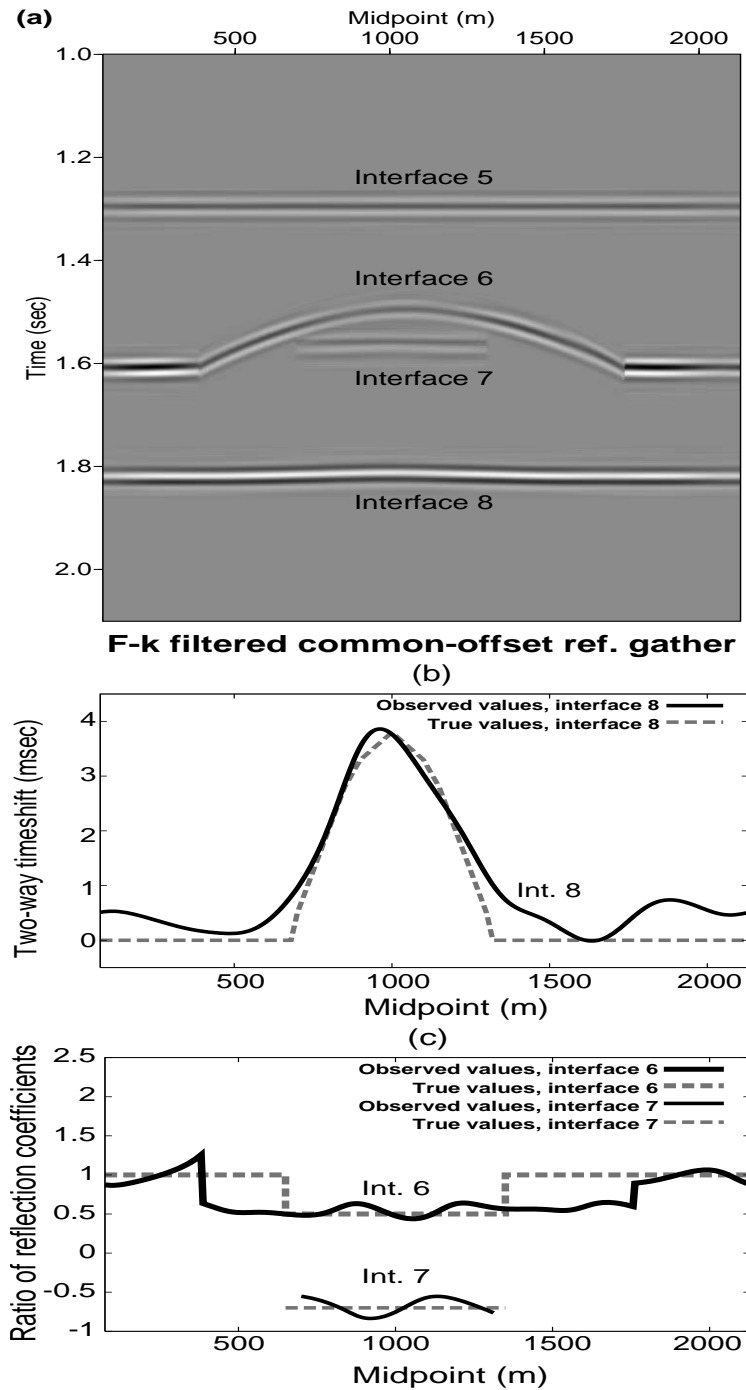 (a)
Midpoint (m)
500 1000 1500 2000
1.0
1.2
1.4
1.6
1.8
2.0
Time (sec)
Interface 5
Interface 6
Interface 7
Interface 8
F-k filtered common-offset ref. gather
(b)
Observed values, interface 8
True values, interface 8
4
3
2
1
0
Two-way timeshift (msec)
Int. 8
500 1000 1500 2000
Midpoint (m)
(c)
Observed values, interface 6
True values, interface 6
Observed values, interface 7
True values, interface 7
2.5
2
1.5
1
0.5
0
-0.5
-1
Ratio of reflection coefficients
Int. 6
Int. 7
500 1000 1500 2000
Midpoint (m)